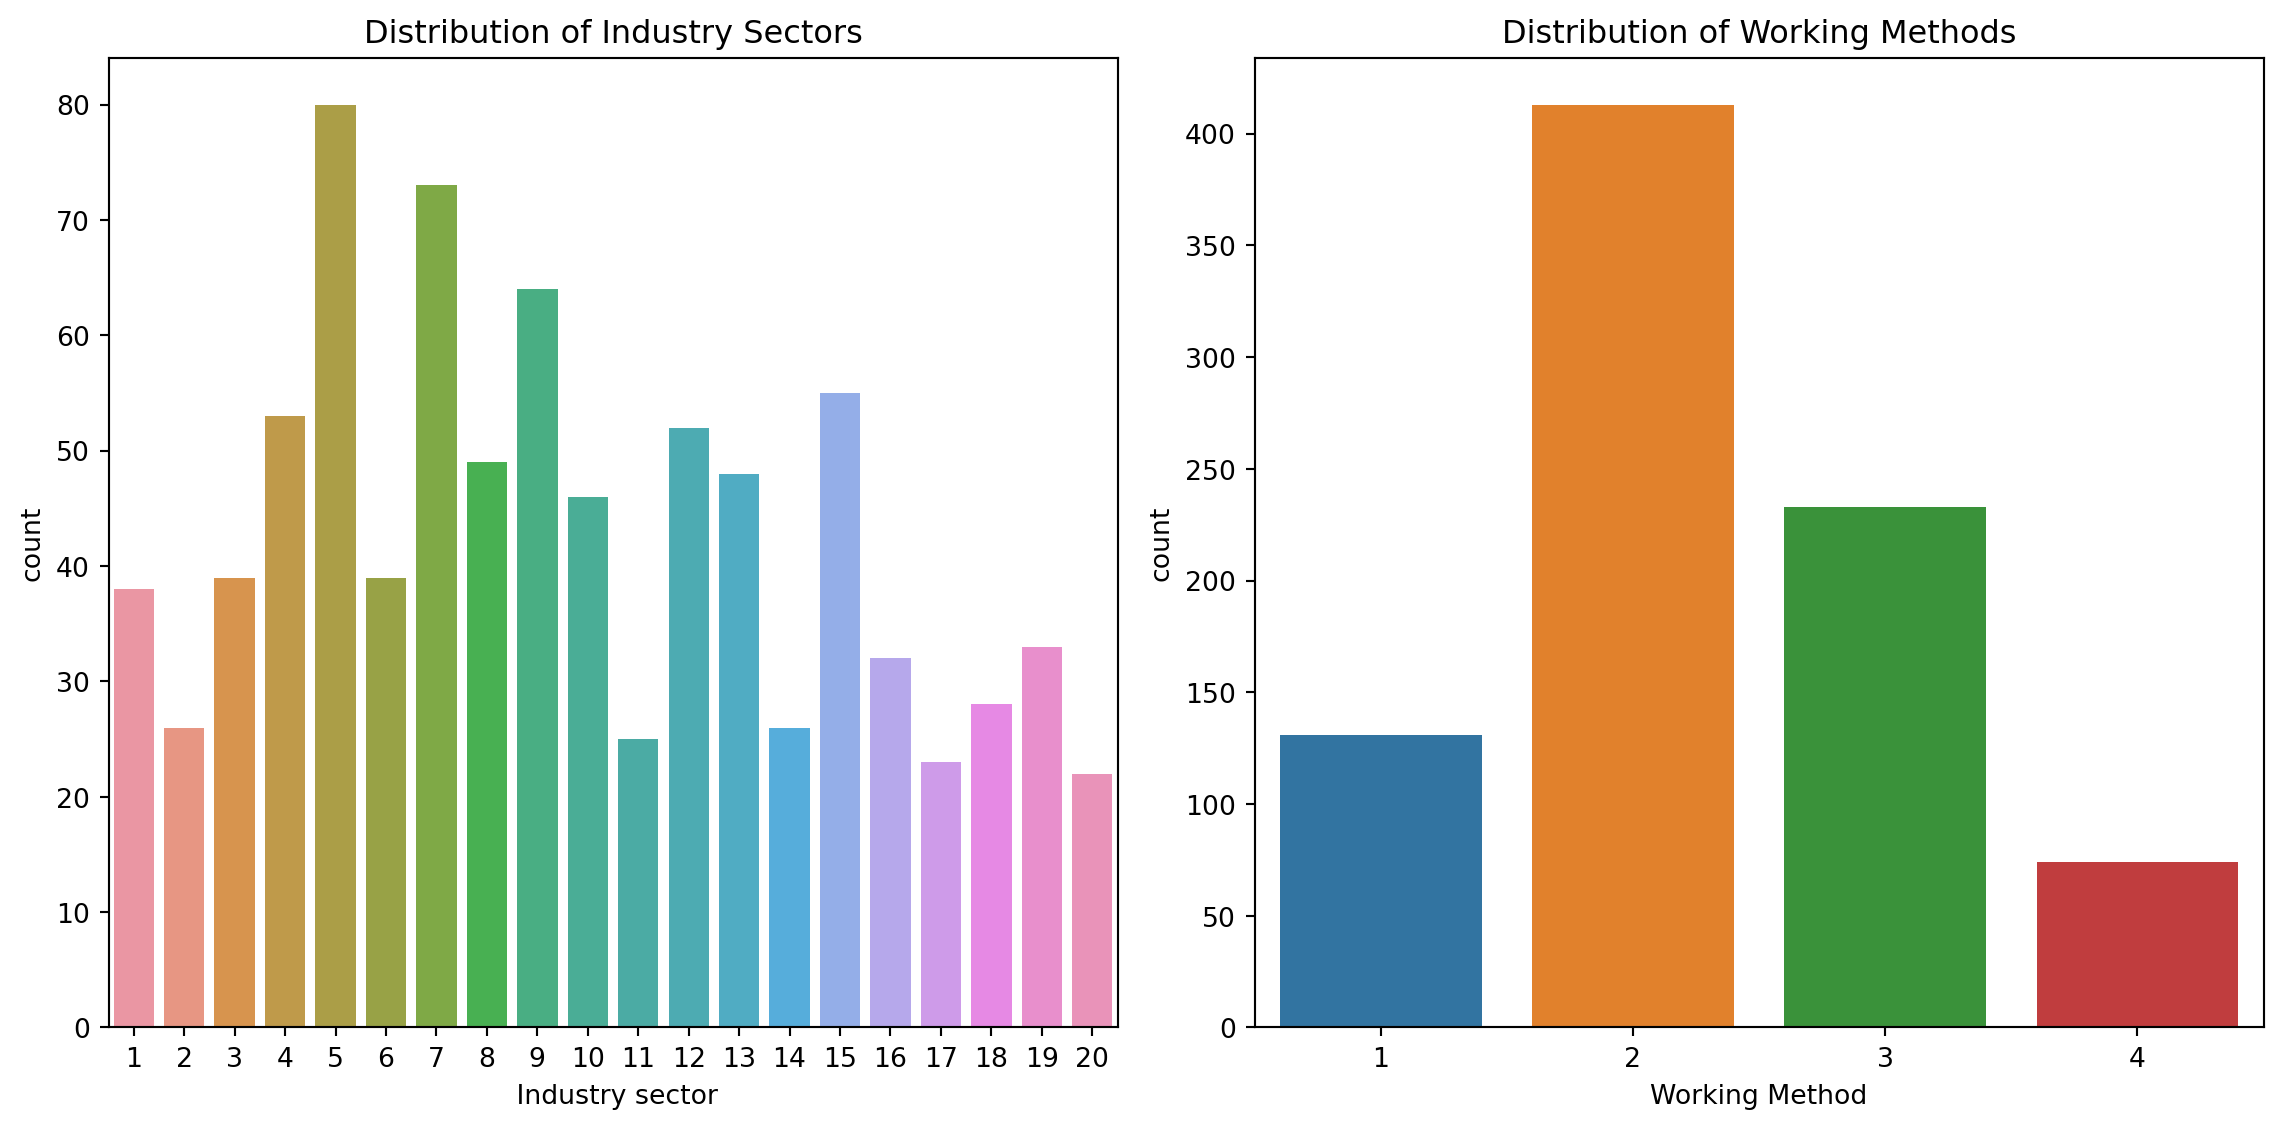 Distribution of Industry Sectors
80
70
60
50
40
30
20
10
0
count
1 2 3 4 5 6 7 8 9 10 11 12 13 14 15 16 17 18 19 20
Industry sector
Distribution of Working Methods
400
350
300
250
200
150
100
50
0
count
1 2 3 4
Working Method